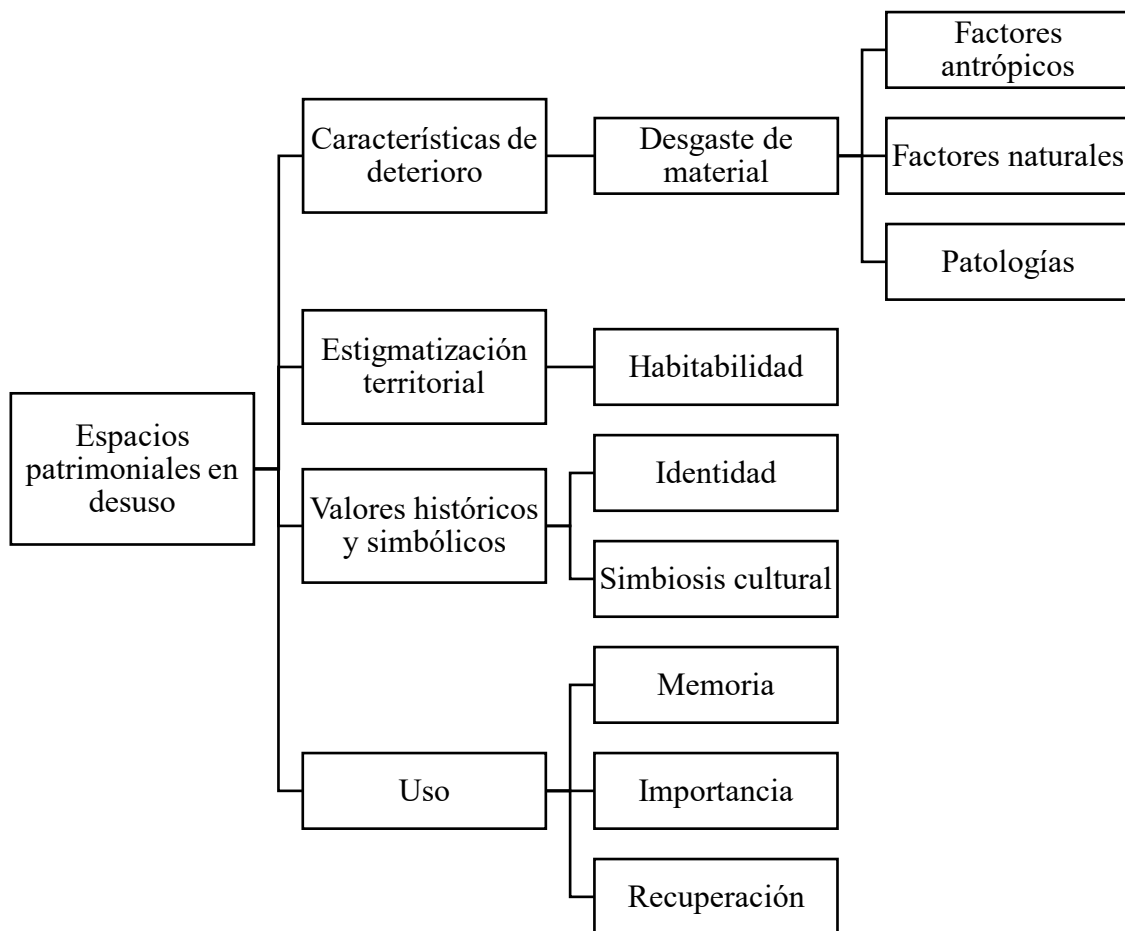 Factores
antrópicos
Características de
deterioro
Desgaste de
material
Factores naturales
Patologías
Estigmatización
territorial
Habitabilidad
Espacios
patrimoniales en
desuso
Valores históricos
y simbólicos
Identidad
Simbiosis cultural
Memoria
Uso
Importancia
Recuperación